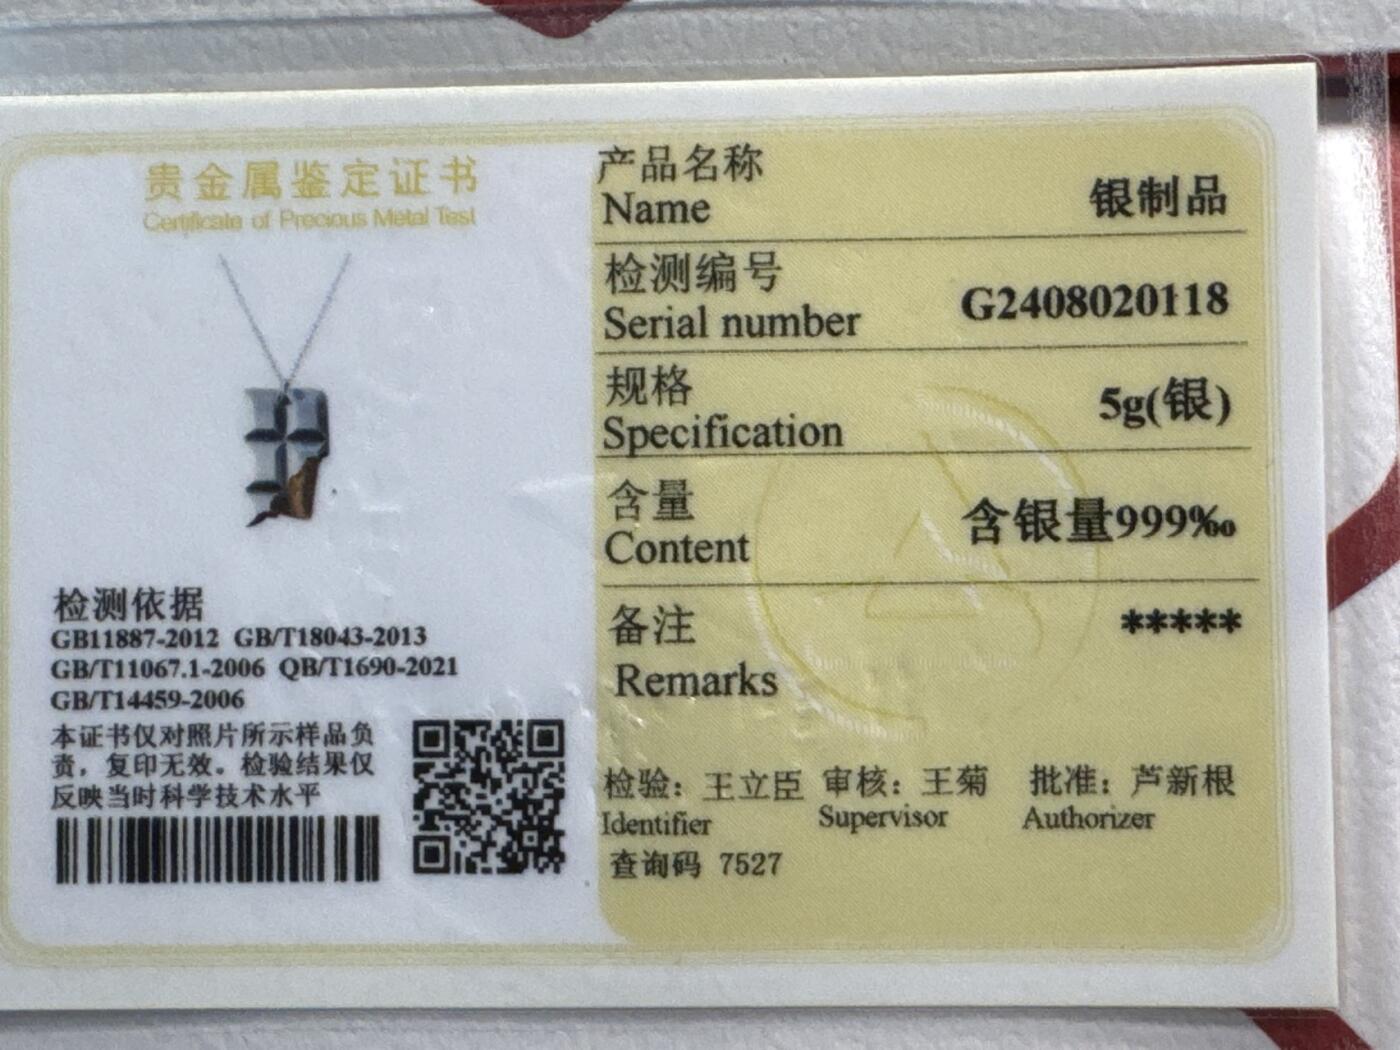 贵金属鉴定证书
Certificate of Precious Metal Test
检测依据
GB11887-2012 GB/T18043-2013
GB/T11067.1-2006 QB/T1690-2021
GB/T14459-2006
本证书仅对照片所示样品负
责，复印无效。检验结果仅
反映当时科学技术水平
产品名称
Name 银制品
检测编号
Serial number G2408020118
规格
Specification 5g(银)
含量
Content 含银量999‰
备注 *****
Remarks
检验：王立臣 审核：王菊 批准：芦新根
Identifier Supervisor Authorizer
查询码 7527